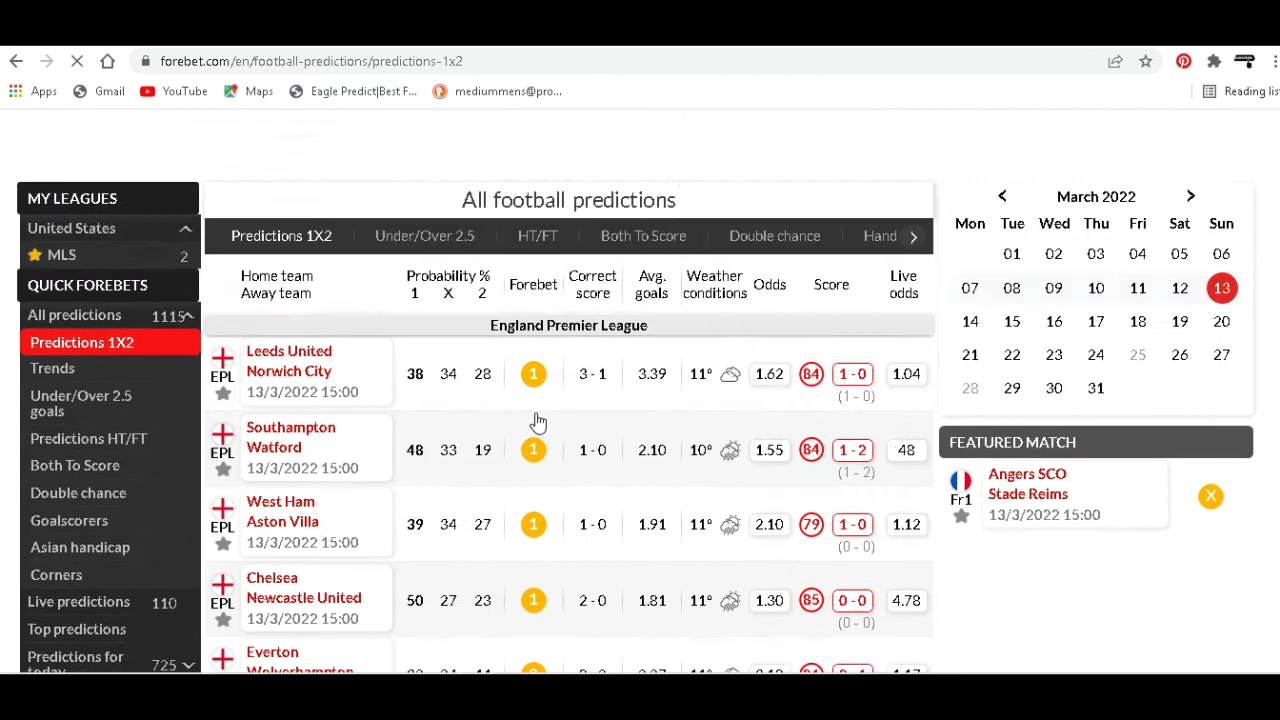 forebet.com/en/football-predictions/predictions-1x2
Apps Gmail YouTube Maps Eagle Predict|Best F... mediummens@pro... Reading list
MY LEAGUES
United States
MLS 2
QUICK FOREBETS
All predictions 1115
Predictions 1X2
Trends
Under/Over 2.5
goals
Predictions HT/FT
Both To Score
Double chance
Goalscorers
Asian handicap
Corners
Live predictions 110
Top predictions
Predictions for 725
today
All football predictions
Predictions 1X2 Under/Over 2.5 HT/FT Both To Score Double chance Hand
Home team Probability % Forebet Correct Avg. Weather Odds Score Live
Away team 1 X 2 score goals conditions odds
England Premier League
Leeds United
Norwich City
13/3/2022 15:00
EPL 38 34 28 1 3 - 1 3.39 11° 1.62 84 1 - 0 1.04
(1 - 0)
Southampton
Watford
13/3/2022 15:00
EPL 48 33 19 1 1 - 0 2.10 10° 1.55 84 1 - 2 48
(1 - 2)
West Ham
Aston Villa
13/3/2022 15:00
EPL 39 34 27 1 1 - 0 1.91 11° 2.10 79 1 - 0 1.12
(0 - 0)
Chelsea
Newcastle United
13/3/2022 15:00
EPL 50 27 23 1 2 - 0 1.81 11° 1.30 85 0 - 0 4.78
(0 - 0)
Everton
Wolverhampton
EPL
March 2022
Mon Tue Wed Thu Fri Sat Sun
01 02 03 04 05 06
07 08 09 10 11 12 13
14 15 16 17 18 19 20
21 22 23 24 25 26 27
28 29 30 31
FEATURED MATCH
Angers SCO
Stade Reims
13/3/2022 15:00
Fr1 X